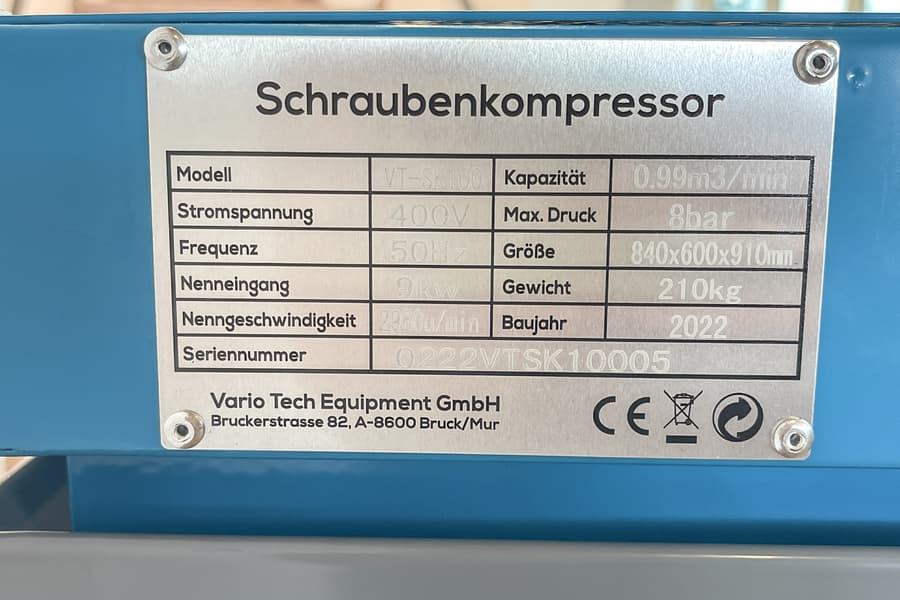 Schraubenkompressor
Modell Kapazität 0.99m3/min
Stromspannung 400V Max. Druck 8bar
Frequenz 50Hz Größe 840x600x910mm
Nenneingang 9kw Gewicht 210kg
Nenngeschwindigkeit Baujahr 2022
Seriennummer 0222VTSK10005
Vario Tech Equipment GmbH
Bruckerstrasse 82, A-8600 Bruck/Mur
CE